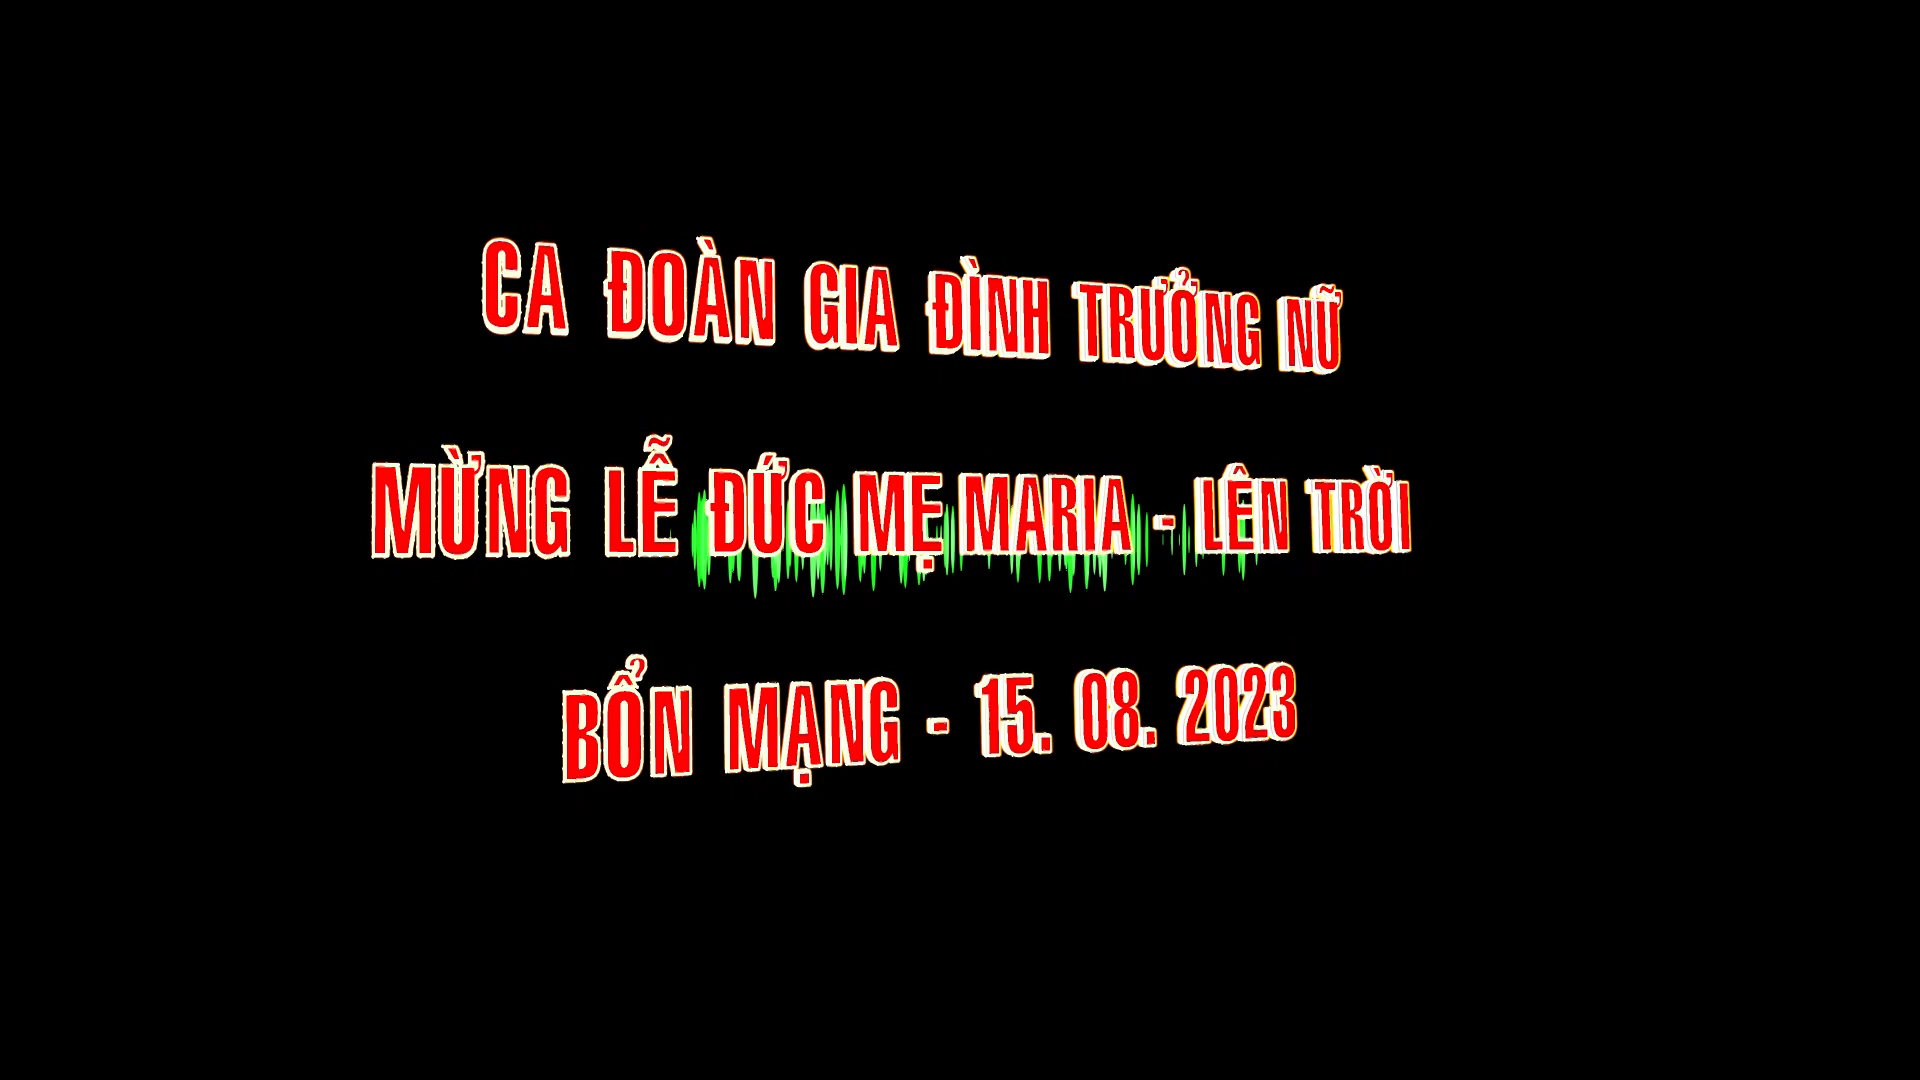 CA ĐOÀN GIA ĐÌNH TRƯỞNG NỮ
MỪNG LỄ ĐỨC MẸ MARIA - LÊN TRỜI
BỔN MẠNG - 15. 08. 2023